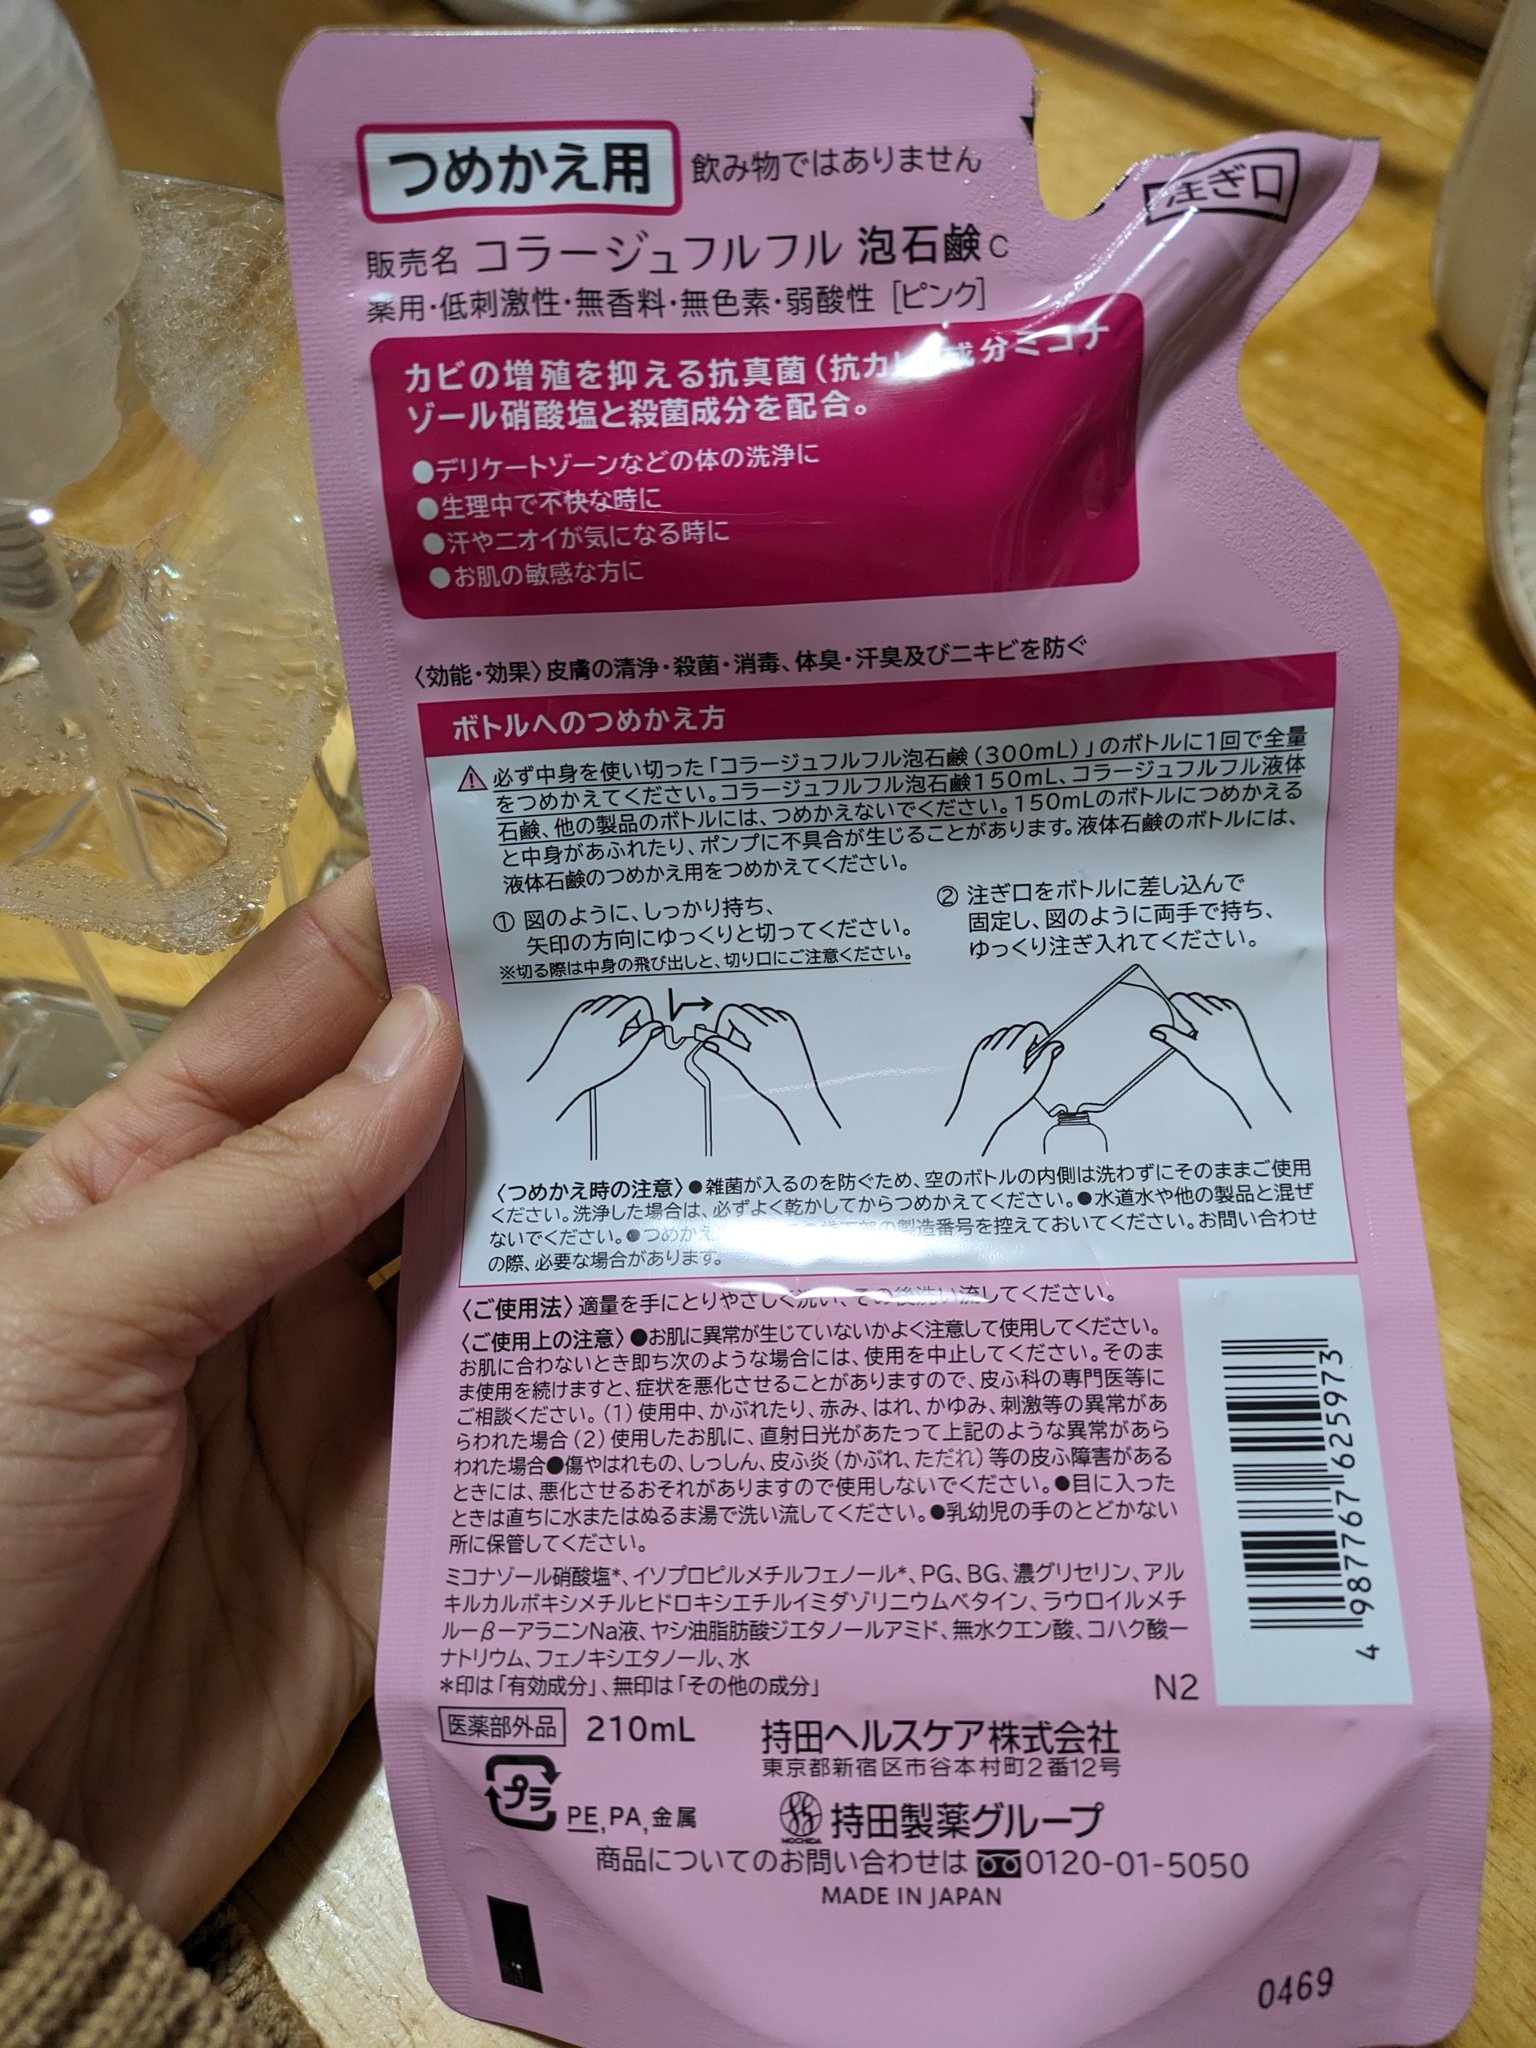 つめかえ用 飲み物ではありません
注ぎ口
販売名 コラージュフルフル 泡石鹸C
薬用・低刺激性・無香料・無色素・弱酸性 [ピンク]
カビの増殖を抑える抗真菌(抗カビ 成分ミコナ
ゾール硝酸塩と殺菌成分を配合。
●デリケートゾーンなどの体の洗浄に
●生理中で不快な時に
●汗やニオイが気になる時に
●お肌の敏感な方に
〈効能・効果〉皮膚の清浄・殺菌・消毒、体臭・汗臭及びニキビを防ぐ
ボトルへのつめかえ方
必ず中身を使い切った「コラージュフルフル泡石鹸(300mL)」のボトルに1回で全量
をつめかえてください。コラージュフルフル泡石鹸150mL、コラージュフルフル液体
石鹸、他の製品のボトルには、つめかえないでください。150mLのボトルにつめかえる
と中身があふれたり、ポンプに不具合が生じることがあります。液体石鹸のボトルには、
液体石鹸のつめかえ用をつめかえてください。
① 図のように、しっかり持ち、
矢印の方向にゆっくりと切ってください。
※切る際は中身の飛び出しと、切り口にご注意ください。
② 注ぎ口をボトルに差し込んで
固定し、図のように両手で持ち、
ゆっくり注ぎ入れてください。
〈つめかえ時の注意〉●雑菌が入るのを防ぐため、空のボトルの内側は洗わずにそのままご使用
ください。洗浄した場合は、必ずよく乾かしてからつめかえてください。●水道水や他の製品と混ぜ
ないでください。●つめかえ 製造番号を控えておいてください。お問い合わせ
の際、必要な場合があります。
〈ご使用法〉適量を手にとりやさしく洗い、その後洗い流してください。
〈ご使用上の注意〉●お肌に異常が生じていないかよく注意して使用してください。
お肌に合わないとき即ち次のような場合には、使用を中止してください。そのま
ま使用を続けますと、症状を悪化させることがありますので、皮ふ科の専門医等に
ご相談ください。(1)使用中、かぶれたり、赤み、はれ、かゆみ、刺激等の異常があ
らわれた場合(2)使用したお肌に、直射日光があたって上記のような異常があら
われた場合●傷やはれもの、しっしん、皮ふ炎(かぶれ、ただれ)等の皮ふ障害がある
ときには、悪化させるおそれがありますので使用しないでください。●目に入った
ときは直ちに水またはぬるま湯で洗い流してください。●乳幼児の手のとどかない
所に保管してください。
ミコナゾール硝酸塩*、イソプロピルメチルフェノール*、PG、BG、濃グリセリン、アル
キルカルボキシメチルヒドロキシエチルイミダゾリニウムベタイン、ラウロイルメチ
ル-β-アラニンNa液、ヤシ油脂肪酸ジエタノールアミド、無水クエン酸、コハク酸一
ナトリウム、フェノキシエタノール、水
*印は「有効成分」、無印は「その他の成分」
N2
4 987767 625973
医薬部外品 210mL
持田ヘルスケア株式会社
東京都新宿区市谷本村町2番12号
プラ PE,PA,金属
MOCHIDA 持田製薬グループ
商品についてのお問い合わせは 0120-01-5050
MADE IN JAPAN
0469